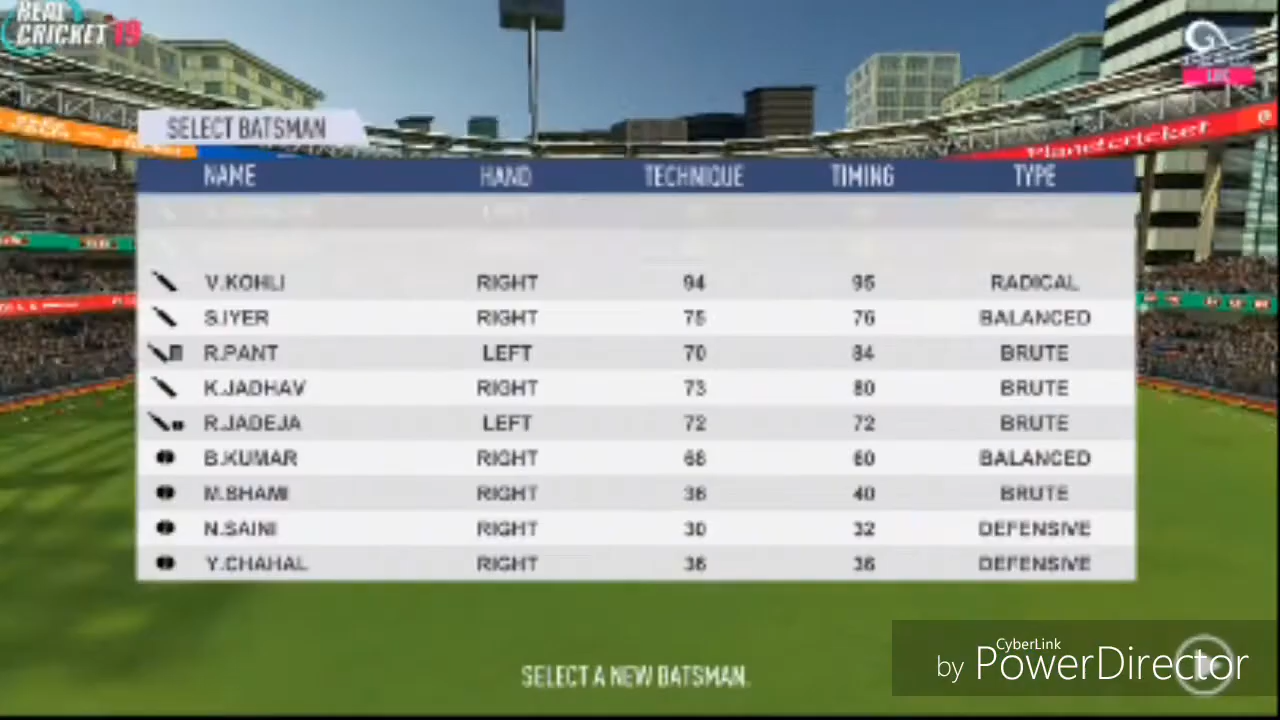 REAL
CRICKET 19
LIVE
Planetcricket
SELECT BATSMAN
NAME HAND TECHNIQUE TIMING TYPE
LEFT
V.KOHLI RIGHT 94 95 RADICAL
S.IYER RIGHT 75 76 BALANCED
R.PANT LEFT 70 84 BRUTE
K.JADHAV RIGHT 73 80 BRUTE
R.JADEJA LEFT 72 72 BRUTE
B.KUMAR RIGHT 68 60 BALANCED
M.SHAMI RIGHT 36 40 BRUTE
N.SAINI RIGHT 30 32 DEFENSIVE
Y.CHAHAL RIGHT 36 36 DEFENSIVE
SELECT A NEW BATSMAN.
CyberLink
by PowerDirector